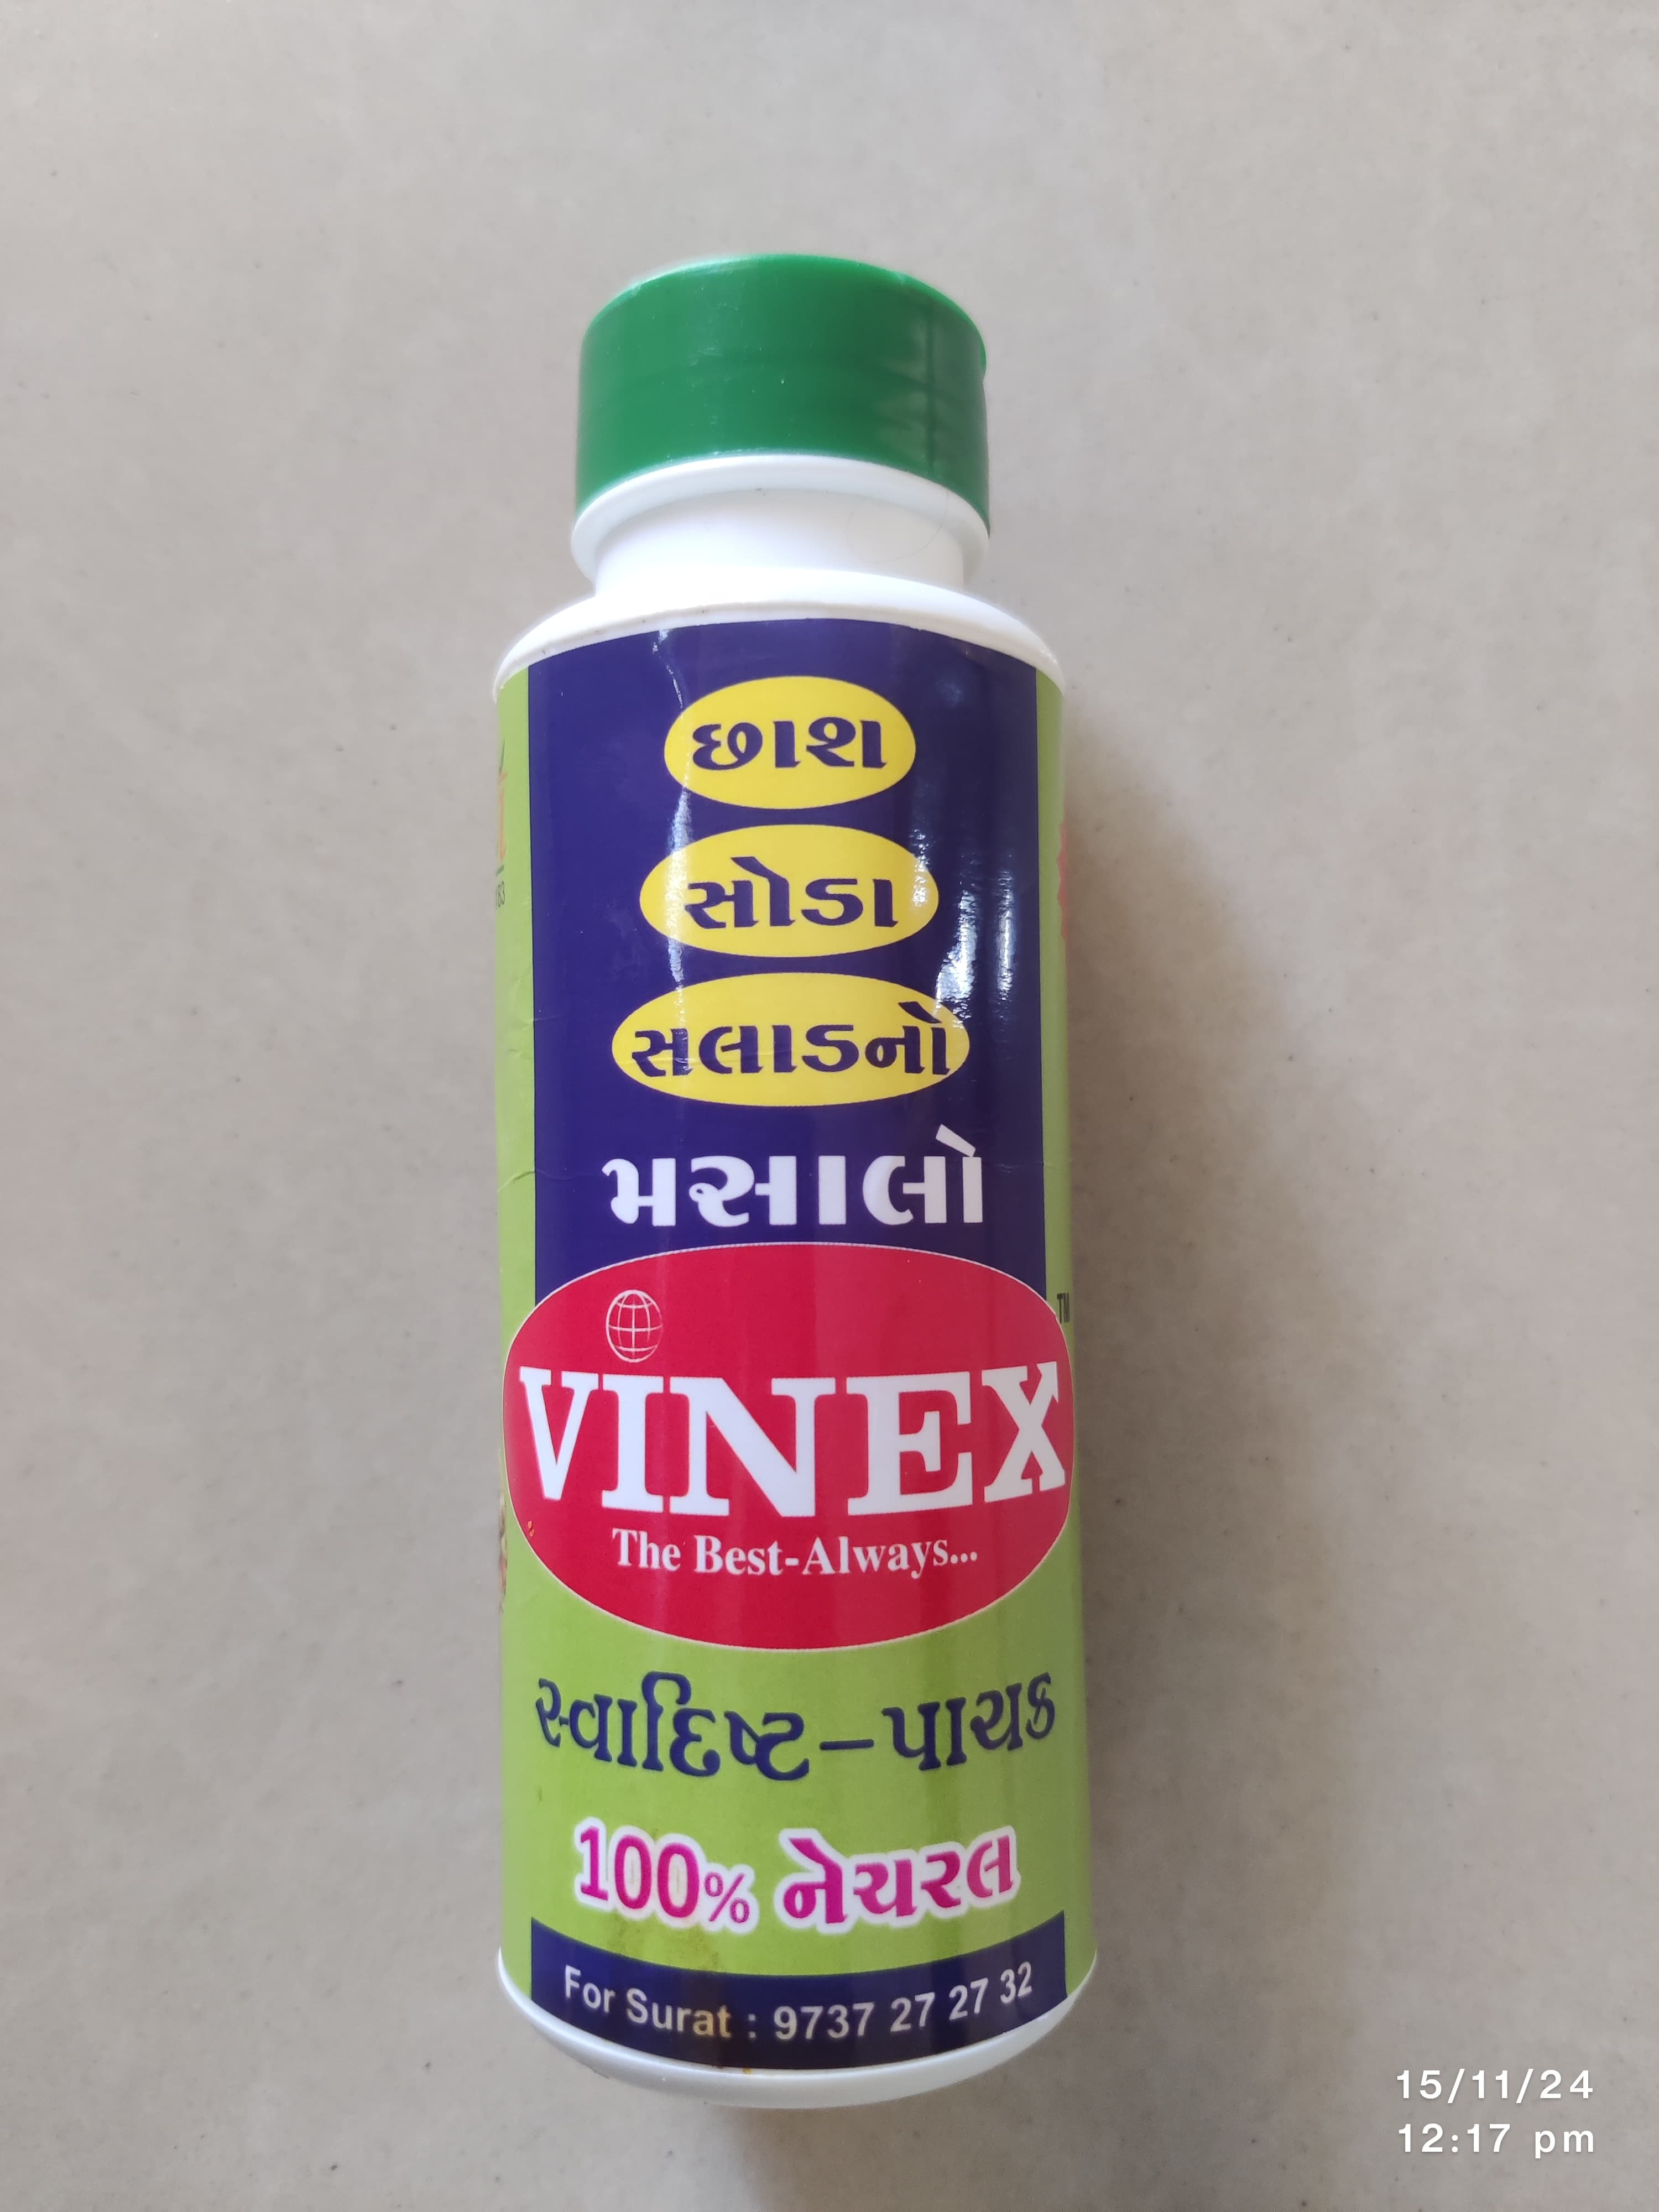 છાશ
સોડા
સલાડનો
મસાલો
VINEX
TM
The Best-Always...
સ્વાદિષ્ટ-પાચક
100% નેચરલ
For Surat : 9737 27 27 32
15/11/24
12:17 pm